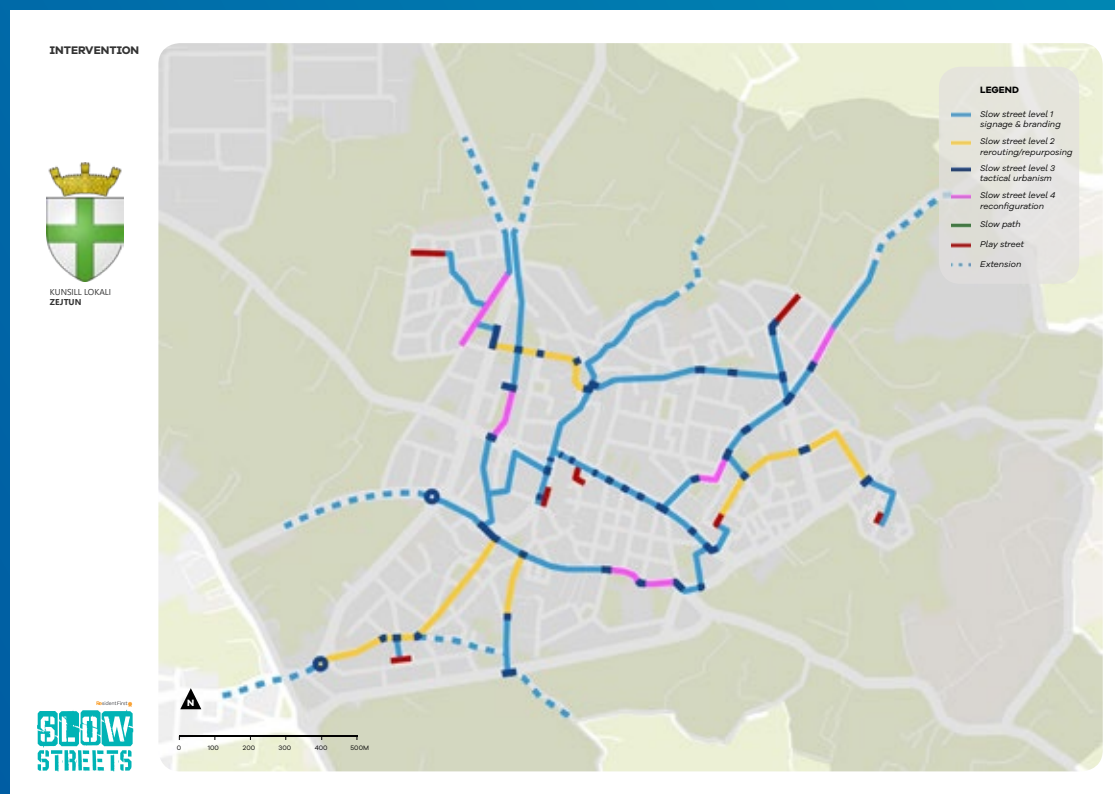 INTERVENTION
LEGEND
Slow street level 1
signage & branding
Slow street level 2
rerouting/repurposing
Slow street level 3
tactical urbanism
Slow street level 4
reconfiguration
Slow path
Play street
Extension
KUNSILL LOKALI
ZEJTUN
N
0 100 200 300 400 500M
ResidentFirst
SLOW
STREETS